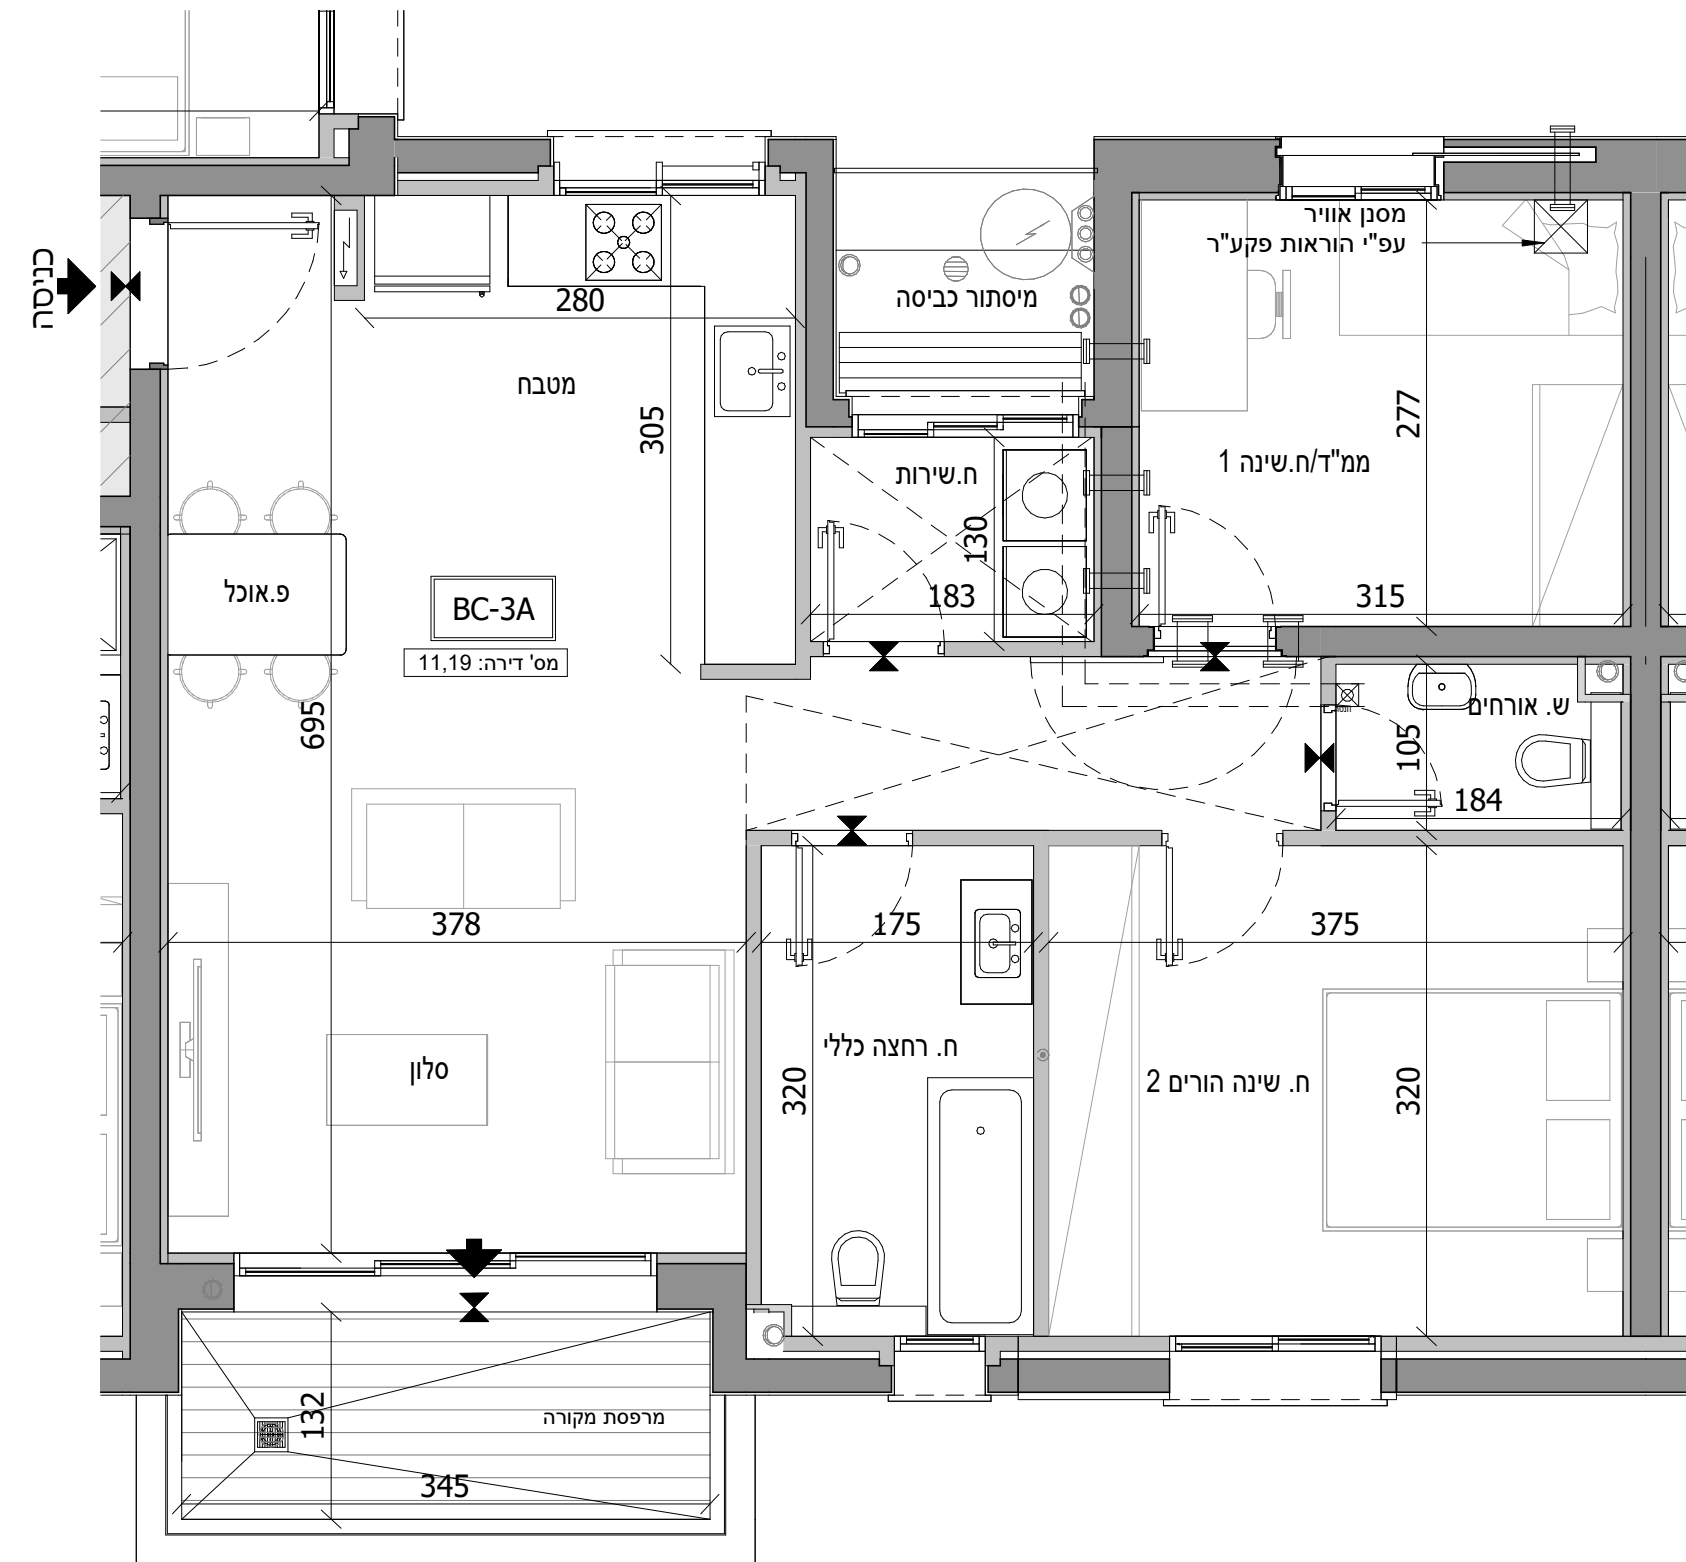 מסנן אוויר
עפ"י הוראות פקע"ר
כניסה
280
מיסתור כביסה
מטבח
305
277
ממ"ד/ח.שינה 1
ח.שירות
130
183
315
פ.אוכל
BC-3A
מס' דירה: 11,19
695
ש. אורחים
105
184
378
175
375
ח. רחצה כללי
סלון
320
ח. שינה הורים 2
320
132
מרפסת מקורה
345